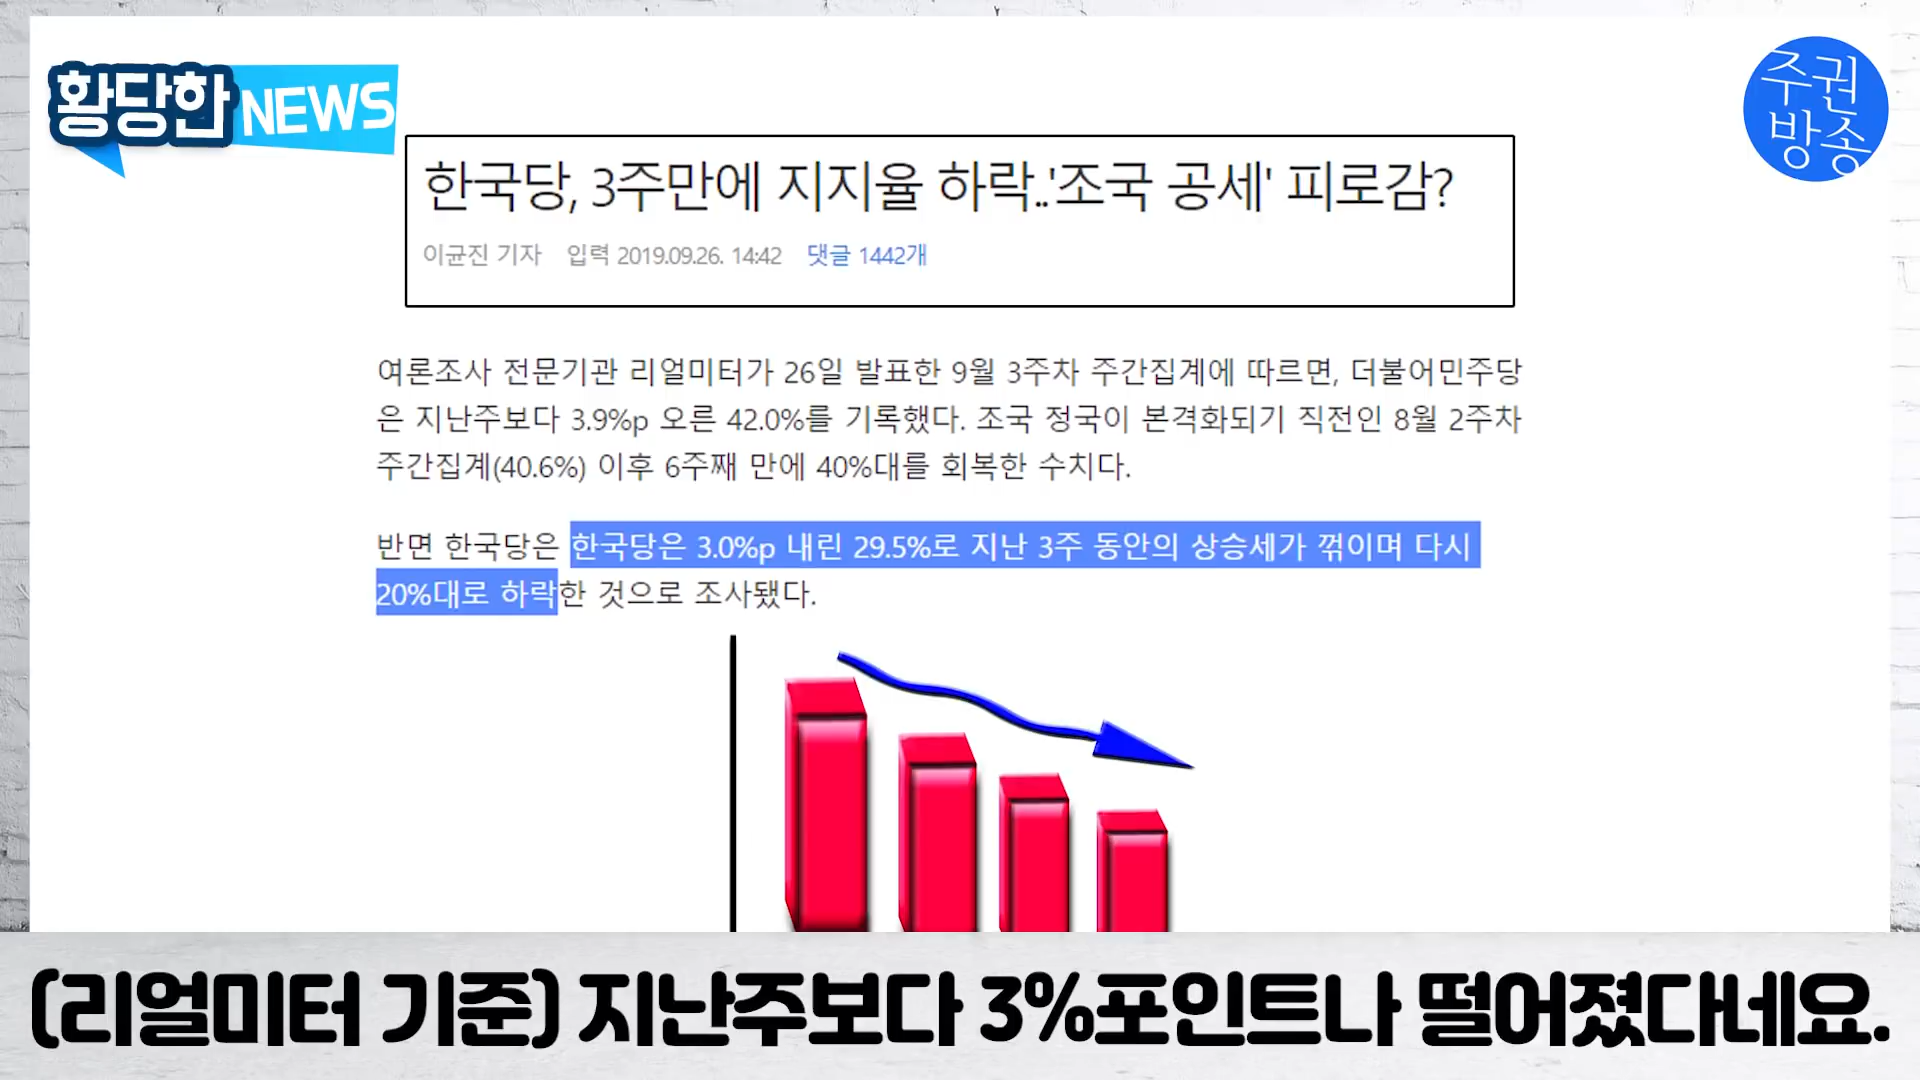 황당한 NEWS
주권
방송
한국당, 3주만에 지지율 하락..'조국 공세' 피로감?
이균진 기자 입력 2019.09.26. 14:42 댓글 1442개
여론조사 전문기관 리얼미터가 26일 발표한 9월 3주차 주간집계에 따르면, 더불어민주당
은 지난주보다 3.9%p 오른 42.0%를 기록했다. 조국 정국이 본격화되기 직전인 8월 2주차
주간집계(40.6%) 이후 6주째 만에 40%대를 회복한 수치다.
반면 한국당은 한국당은 3.0%p 내린 29.5%로 지난 3주 동안의 상승세가 꺾이며 다시
20%대로 하락한 것으로 조사됐다.
(리얼미터 기준) 지난주보다 3%포인트나 떨어졌다네요.